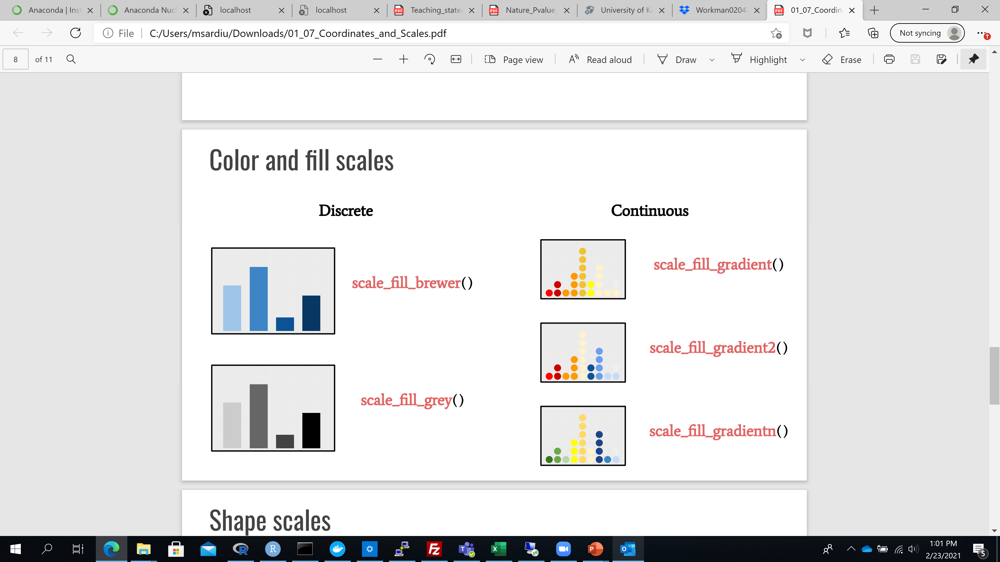 Anaconda | Inst
Anaconda Nucl
localhost
localhost
Teaching_state
Nature_Pvalue_
University of Ka
Workman0204
01_07_Coordin
File
C:/Users/msardiu/Downloads/01_07_Coordinates_and_Scales.pdf
Not syncing
8 of 11
Page view
Read aloud
Draw
Highlight
Erase
Color and fill scales
Discrete
Continuous
scale_fill_brewer()
scale_fill_gradient()
scale_fill_gradient2()
scale_fill_grey()
scale_fill_gradientn()
Shape scales
1:01 PM
2/23/2021
5